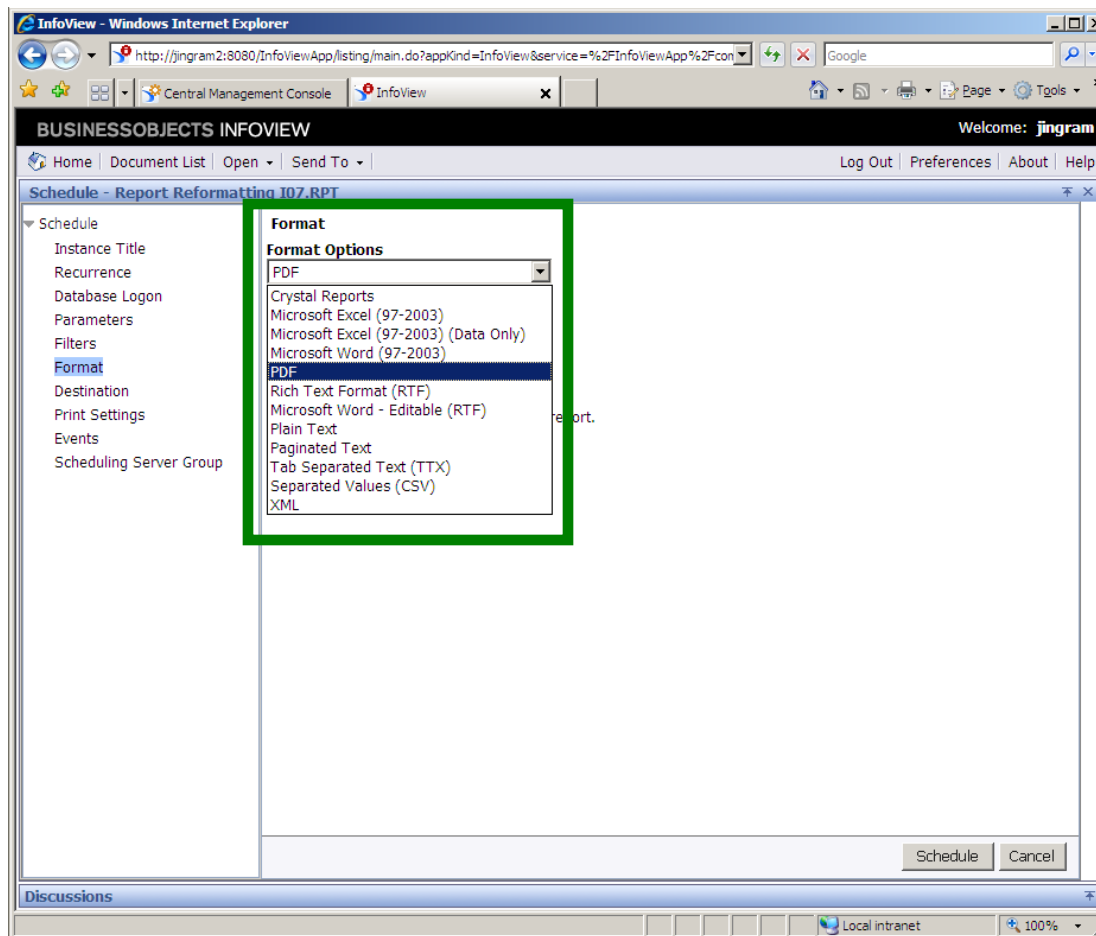 InfoView - Windows Internet Explorer
http://jingram2:8080/InfoViewApp/listing/main.do?appKind=InfoView&service=%2FInfoViewApp%2Fcon
Google
Central Management Console
InfoView
Page
Tools
BUSINESSOBJECTS INFOVIEW
Welcome: jingram
Home
Document List
Open
Send To
Log Out
Preferences
About
Help
Schedule - Report Reformatting I07.RPT
Schedule
Instance Title
Recurrence
Database Logon
Parameters
Filters
Format
Destination
Print Settings
Events
Scheduling Server Group
Format
Format Options
PDF
Crystal Reports
Microsoft Excel (97-2003)
Microsoft Excel (97-2003) (Data Only)
Microsoft Word (97-2003)
PDF
Rich Text Format (RTF)
Microsoft Word - Editable (RTF)
Plain Text
Paginated Text
Tab Separated Text (TTX)
Separated Values (CSV)
XML
Schedule
Cancel
Discussions
Local intranet
100%